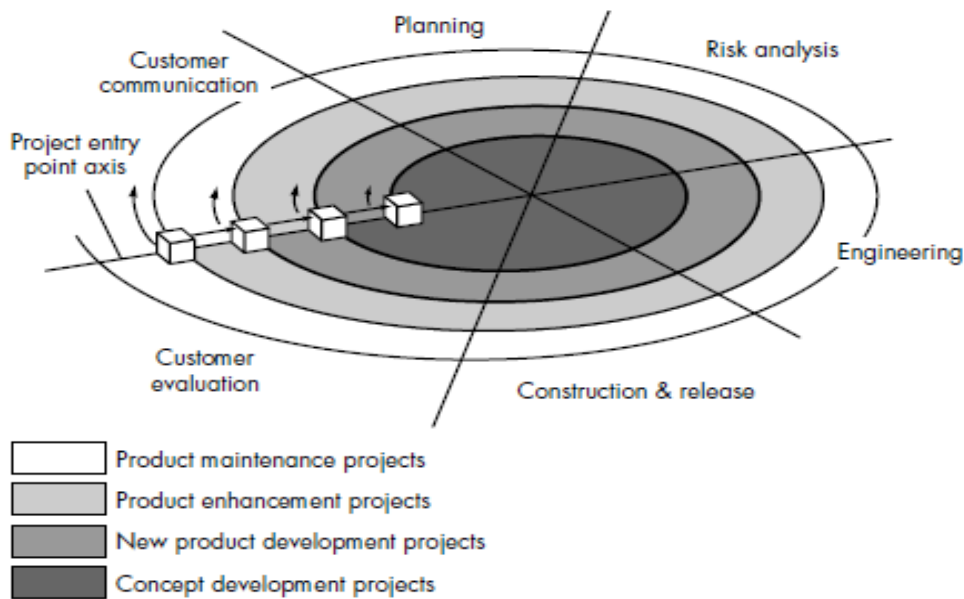 Planning
Risk analysis
Customer
communication
Project entry
point axis
Engineering
Customer
evaluation
Construction & release
Product maintenance projects
Product enhancement projects
New product development projects
Concept development projects